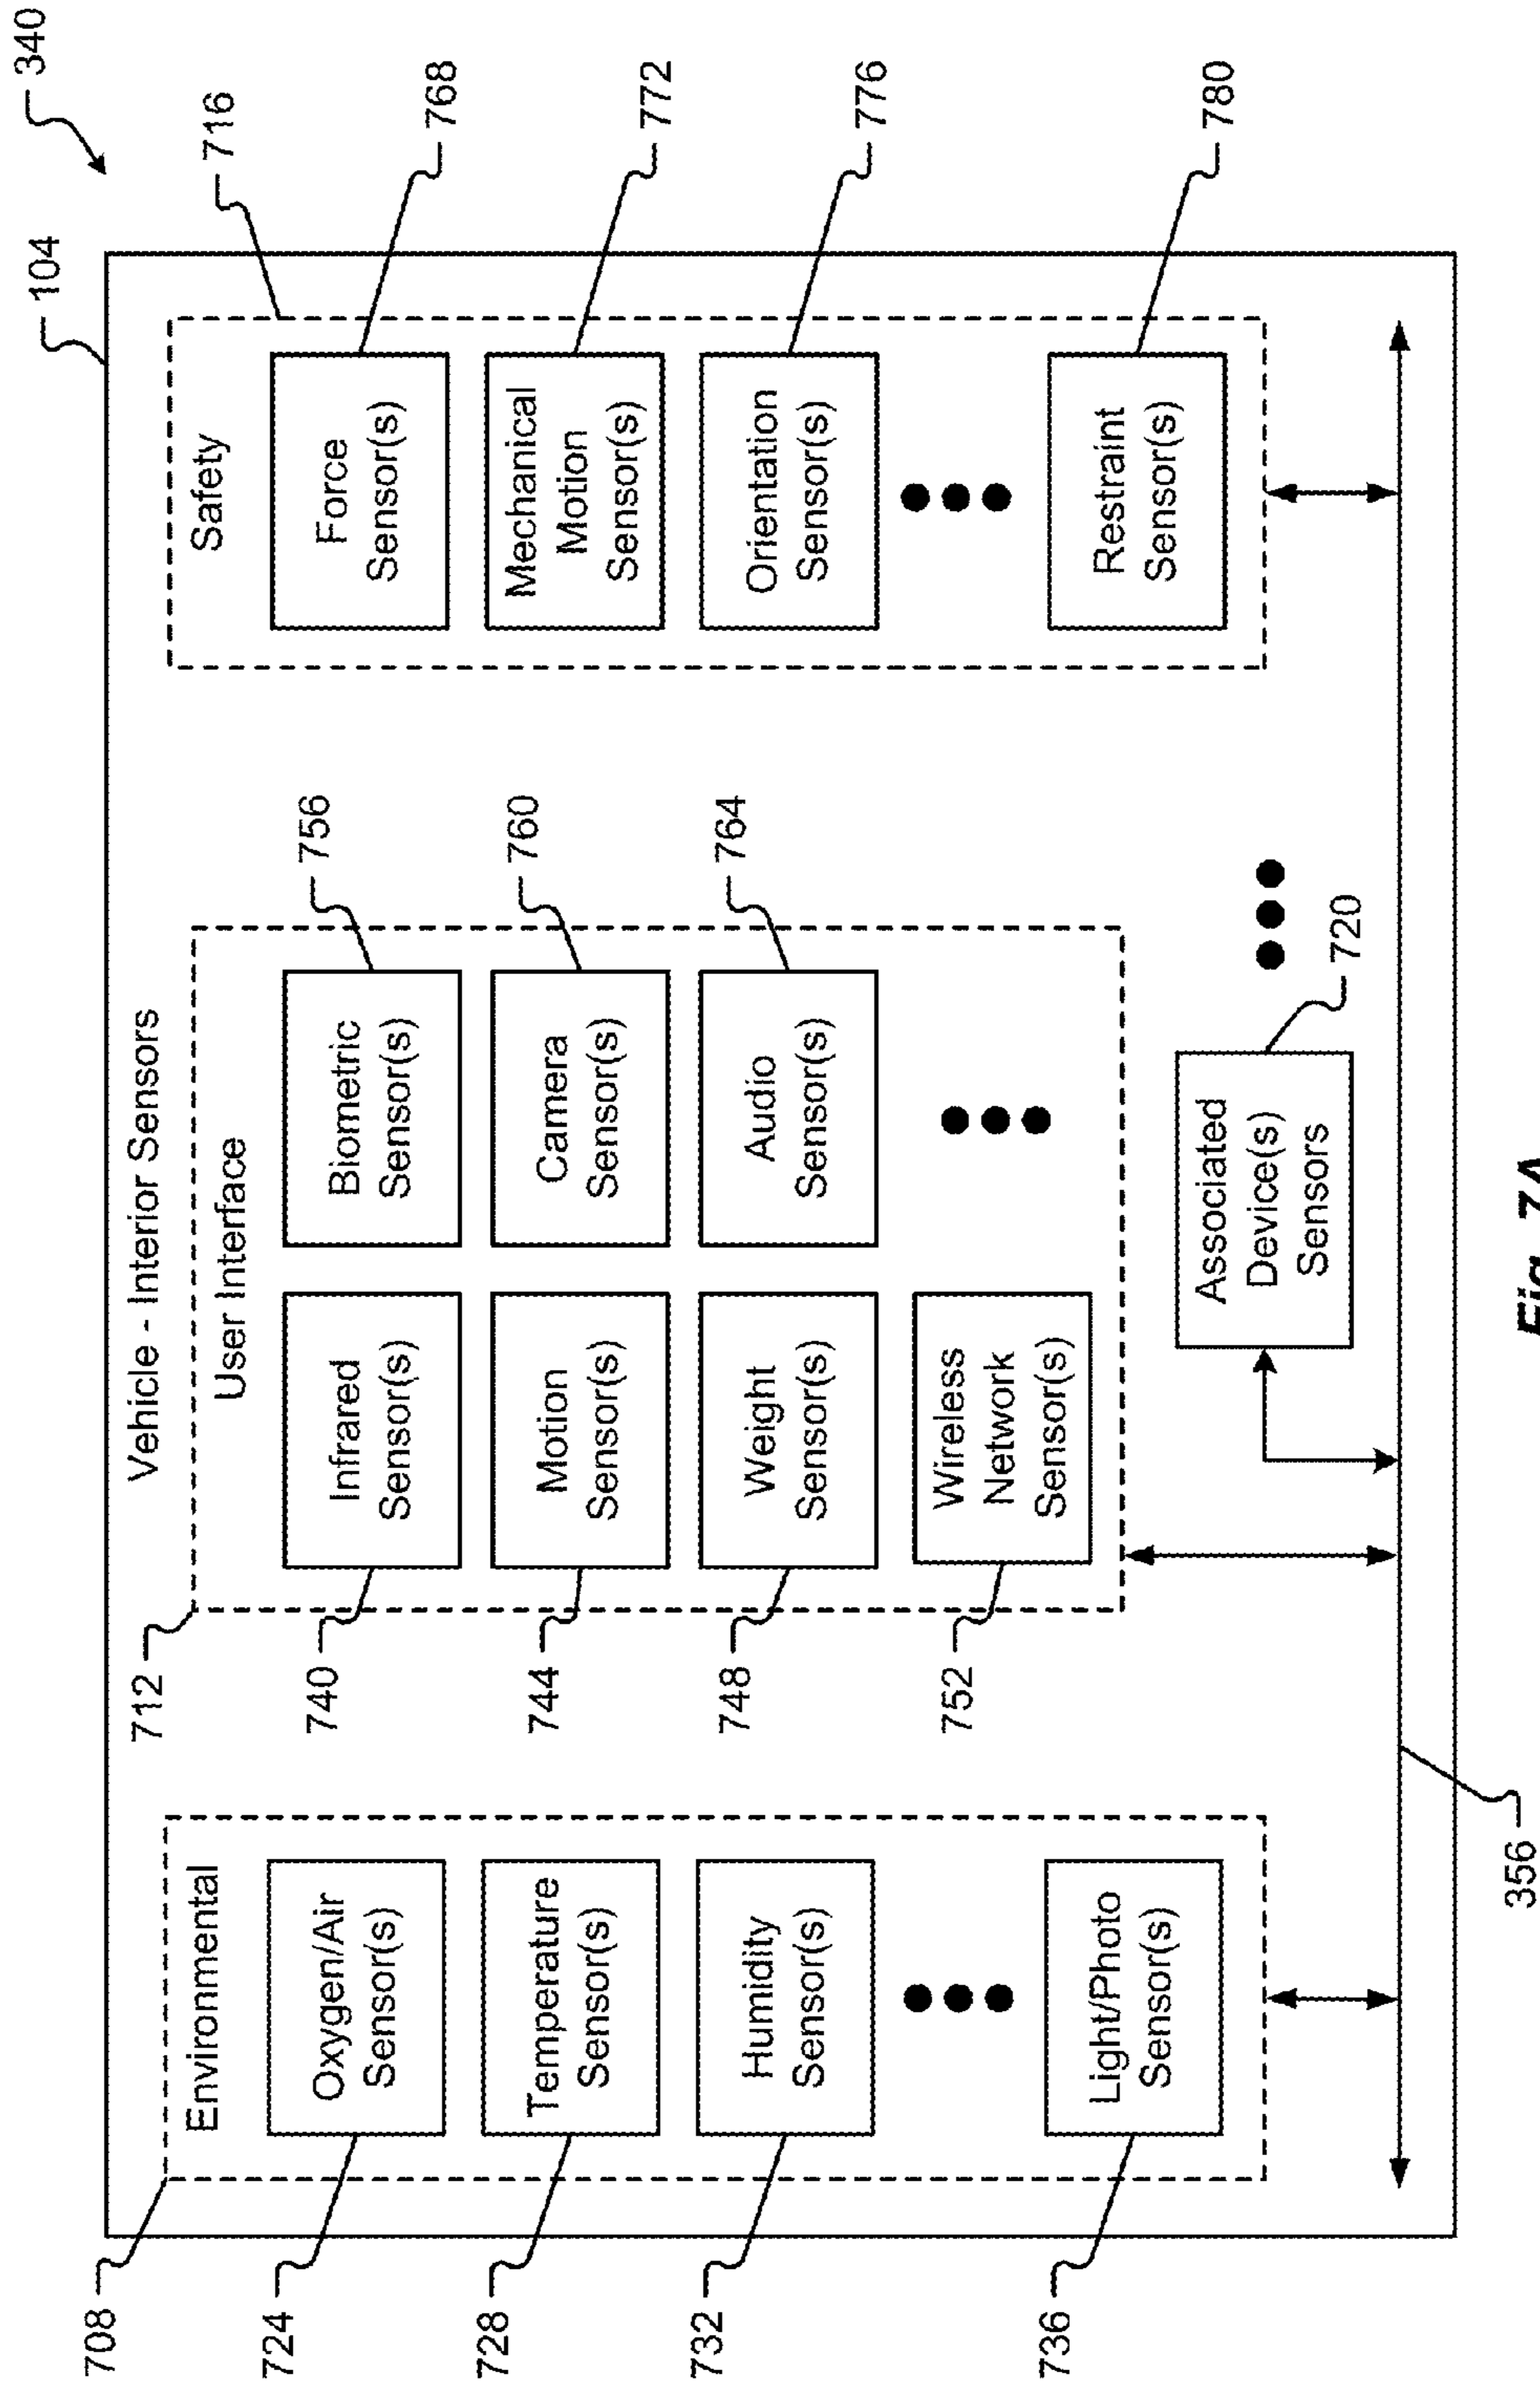 340
104
Vehicle - Interior Sensors
708
Environmental
724
Oxygen/Air
Sensor(s)
728
Temperature
Sensor(s)
732
Humidity
Sensor(s)
736
Light/Photo
Sensor(s)
712
User Interface
740
Infrared
Sensor(s)
756
Biometric
Sensor(s)
744
Motion
Sensor(s)
760
Camera
Sensor(s)
748
Weight
Sensor(s)
764
Audio
Sensor(s)
752
Wireless
Network
Sensor(s)
716
Safety
768
Force
Sensor(s)
772
Mechanical
Motion
Sensor(s)
776
Orientation
Sensor(s)
780
Restraint
Sensor(s)
720
Associated
Device(s)
Sensors
356
Fig. 7A